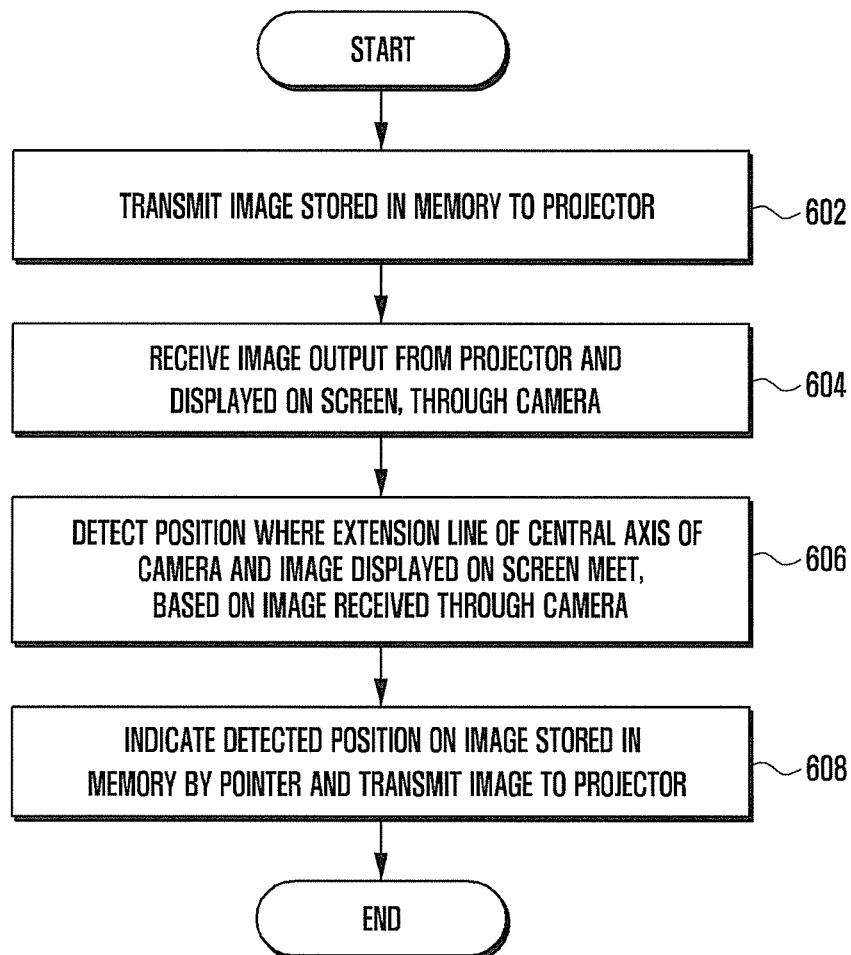 START
TRANSMIT IMAGE STORED IN MEMORY TO PROJECTOR
602
RECEIVE IMAGE OUTPUT FROM PROJECTOR AND
DISPLAYED ON SCREEN, THROUGH CAMERA
604
DETECT POSITION WHERE EXTENSION LINE OF CENTRAL AXIS OF
CAMERA AND IMAGE DISPLAYED ON SCREEN MEET,
BASED ON IMAGE RECEIVED THROUGH CAMERA
606
INDICATE DETECTED POSITION ON IMAGE STORED IN
MEMORY BY POINTER AND TRANSMIT IMAGE TO PROJECTOR
608
END